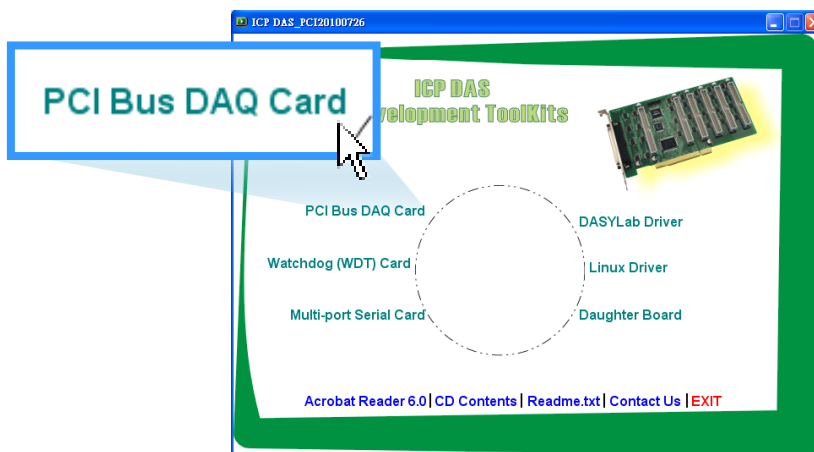 ICP DAS_PCI20100726
PCI Bus DAQ Card
ICP DAS
velopment ToolKits
PCI Bus DAQ Card
DASYLab Driver
Watchdog (WDT) Card
Linux Driver
Multi-port Serial Card
Daughter Board
Acrobat Reader 6.0 | CD Contents | Readme.txt | Contact Us | EXIT